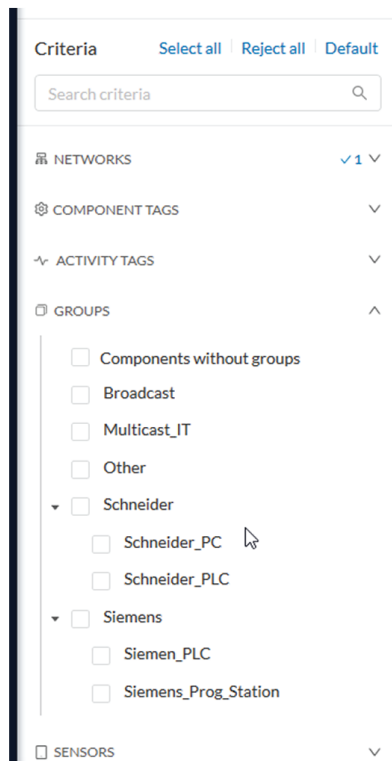 Criteria Select all Reject all Default
Search criteria
NETWORKS 1
COMPONENT TAGS
ACTIVITY TAGS
GROUPS
Components without groups
Broadcast
Multicast_IT
Other
Schneider
Schneider_PC
Schneider_PLC
Siemens
Siemen_PLC
Siemens_Prog_Station
SENSORS